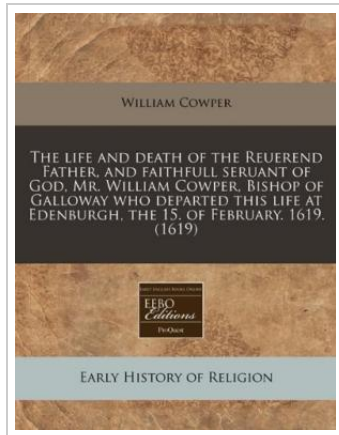 William Cowper
The life and death of the Reuerend
Father, and faithfull seruant of
God, Mr. William Cowper, Bishop of
Galloway who departed this life at
Edenburgh, the 15. of February. 1619.
(1619)
EEBO
Editions
ProQuest
Early History of Religion